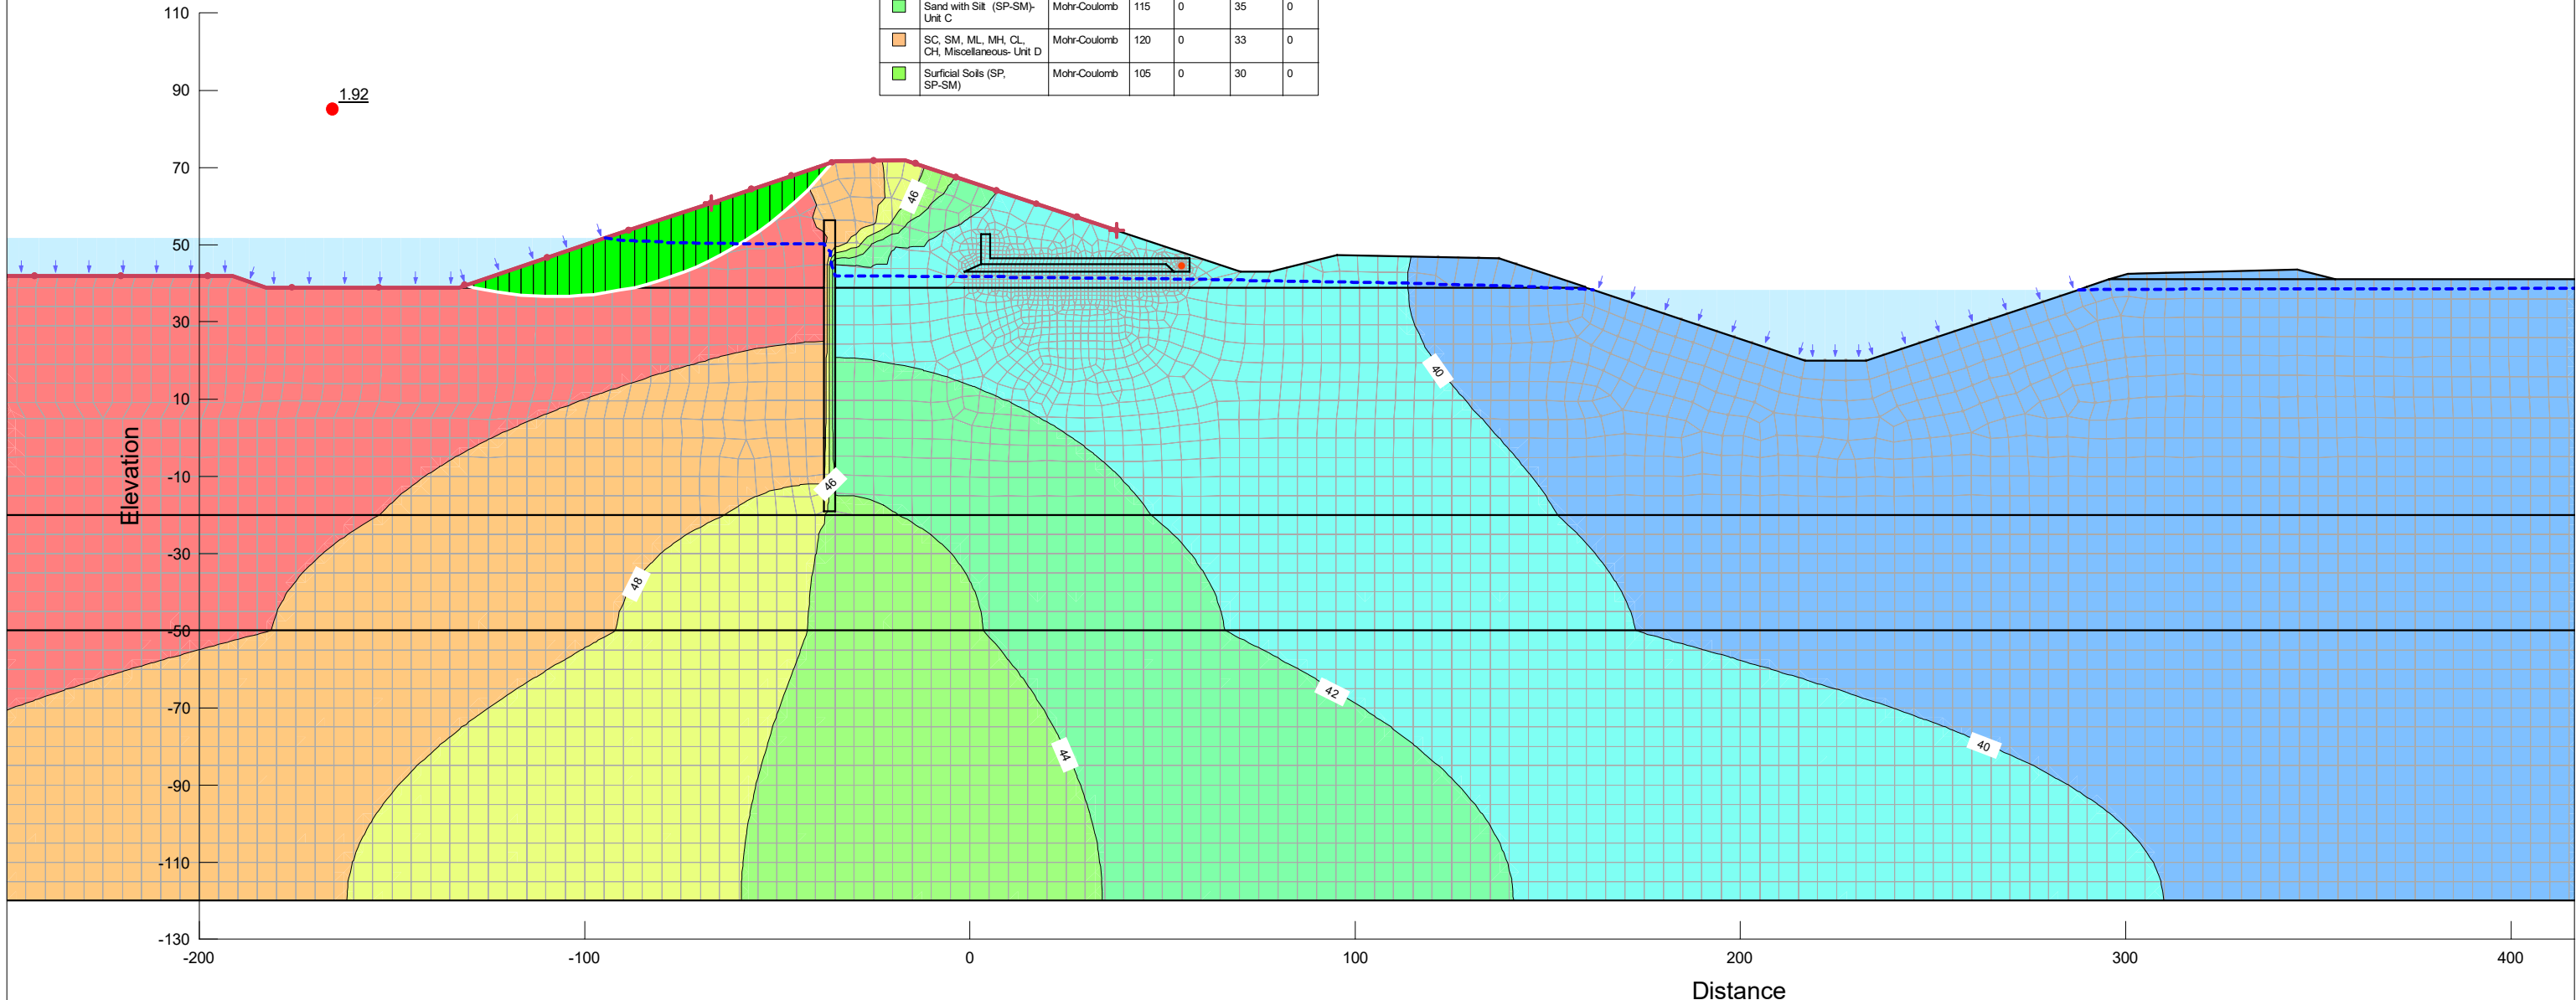 110
Sand with Silt (SP-SM)- Mohr-Coulomb 115 0 35 0
Unit C
SC, SM, ML, MH, CL, Mohr-Coulomb 120 0 33 0
CH, Miscellaneous- Unit D
Surficial Soils (SP, Mohr-Coulomb 105 0 30 0
SP-SM)
90
1.92
70
46
50
30
40
10
Elevation
-10
46
-30
48
-50
42
-70
44
40
-90
-110
-130
-200 -100 0 100 200 300 400
Distance